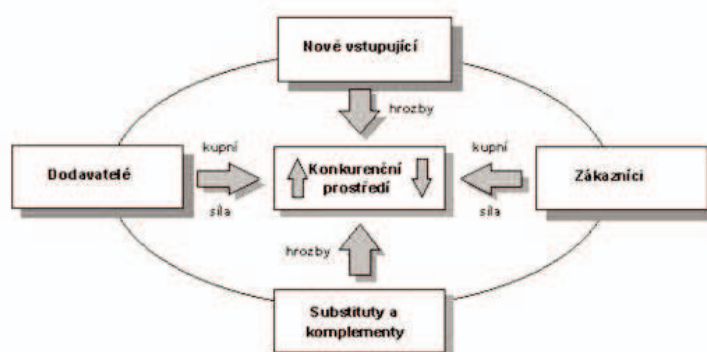 Nové vstupující
hrozby
kupní
kupní
Dodavatelé
Konkurenční
prostředí
Zákazníci
síla
síla
hrozby
Substituty a
komplementy